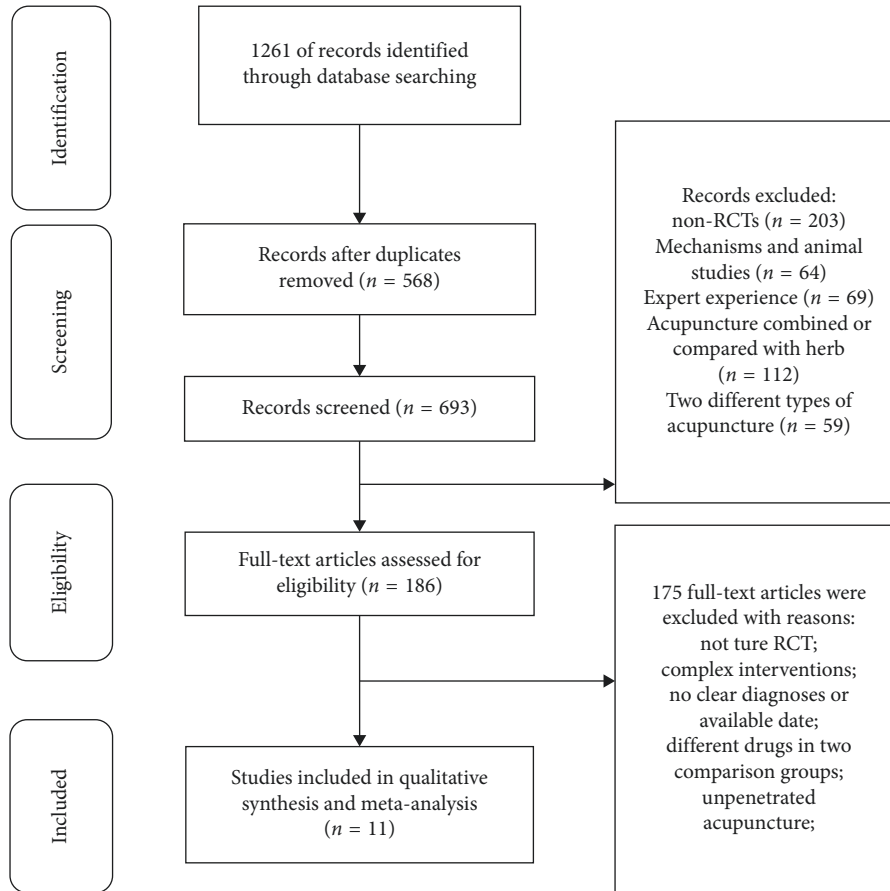 Identification
1261 of records identified
through database searching
Screening
Records after duplicates
removed (n = 568)
Records screened (n = 693)
Records excluded:
non-RCTs (n = 203)
Mechanisms and animal
studies (n = 64)
Expert experience (n = 69)
Acupuncture combined or
compared with herb
(n = 112)
Two different types of
acupuncture (n = 59)
Eligibility
Full-text articles assessed for
eligibility (n = 186)
175 full-text articles were
excluded with reasons:
not ture RCT;
complex interventions;
no clear diagnoses or
available date;
different drugs in two
comparison groups;
unpenetrated
acupuncture;
Included
Studies included in qualitative
synthesis and meta-analysis
(n = 11)